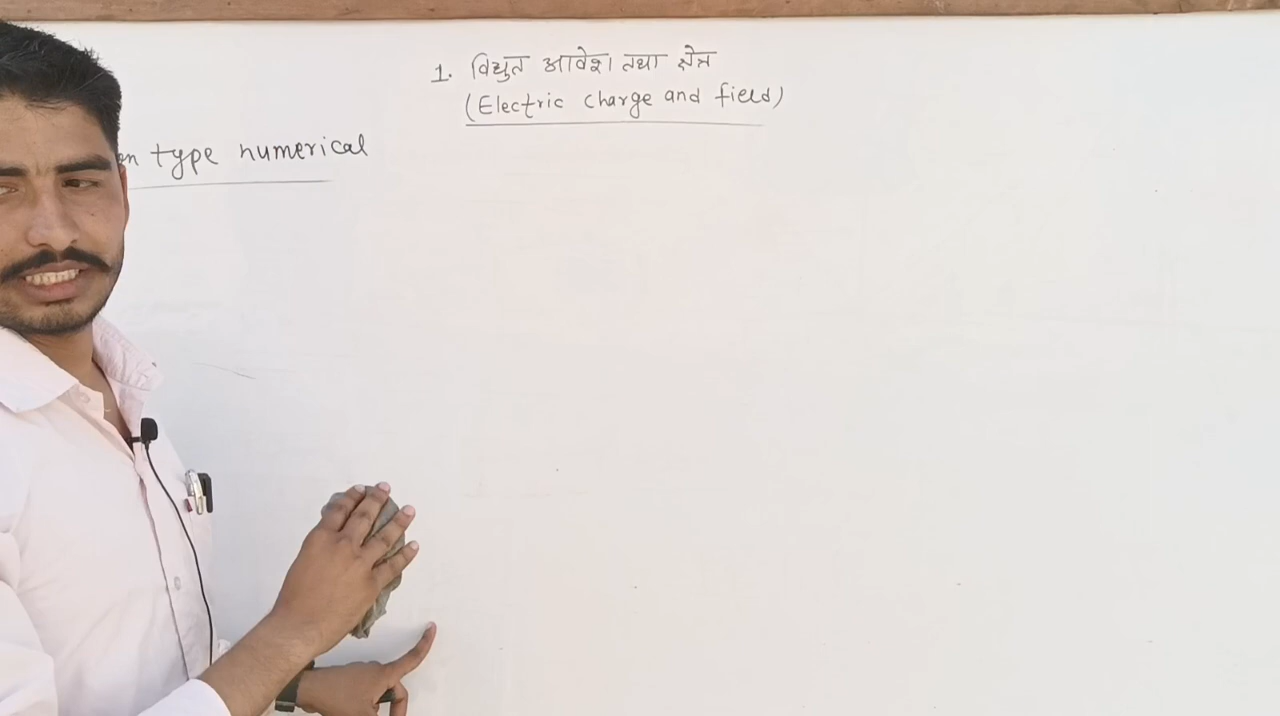 1. विद्युत आवेश तथा क्षेत्र
(Electric charge and field)
type numerical